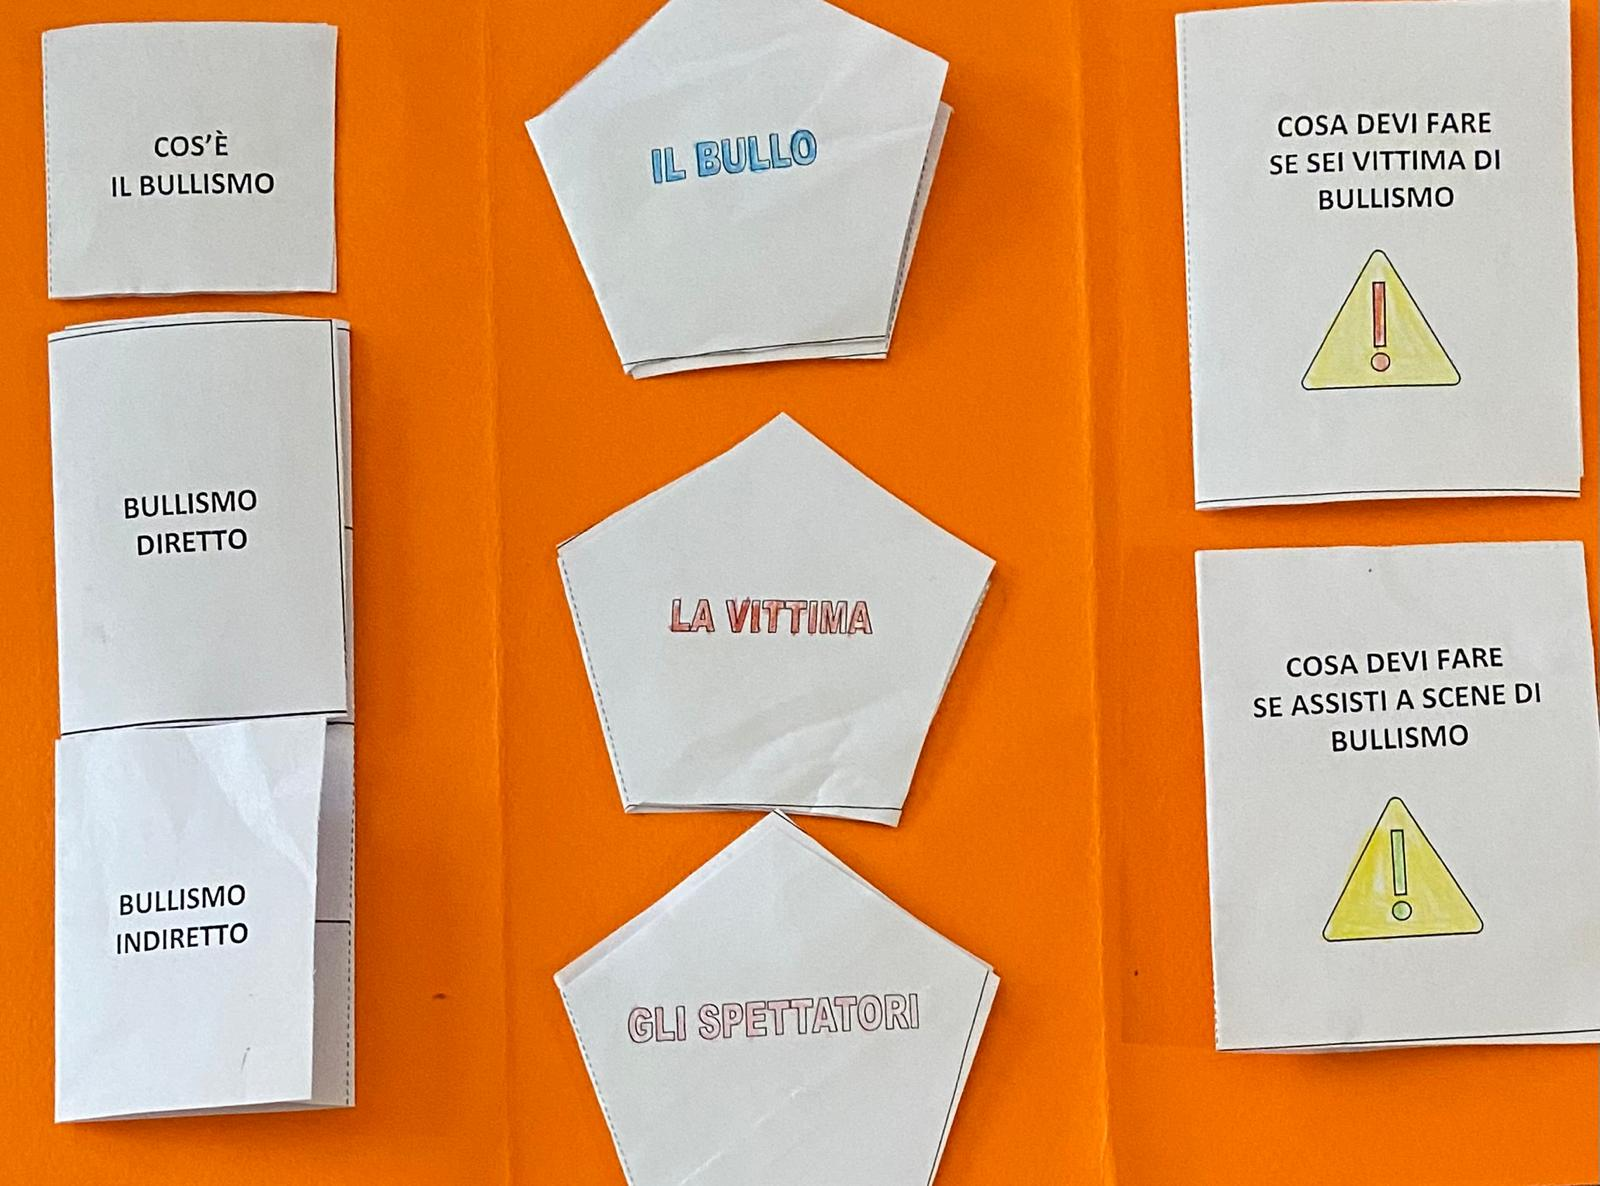 COS'È
IL BULLISMO
BULLISMO
DIRETTO
BULLISMO
INDIRETTO
IL BULLO
LA VITTIMA
GLI SPETTATORI
COSA DEVI FARE
SE SEI VITTIMA DI
BULLISMO
COSA DEVI FARE
SE ASSISTI A SCENE DI
BULLISMO